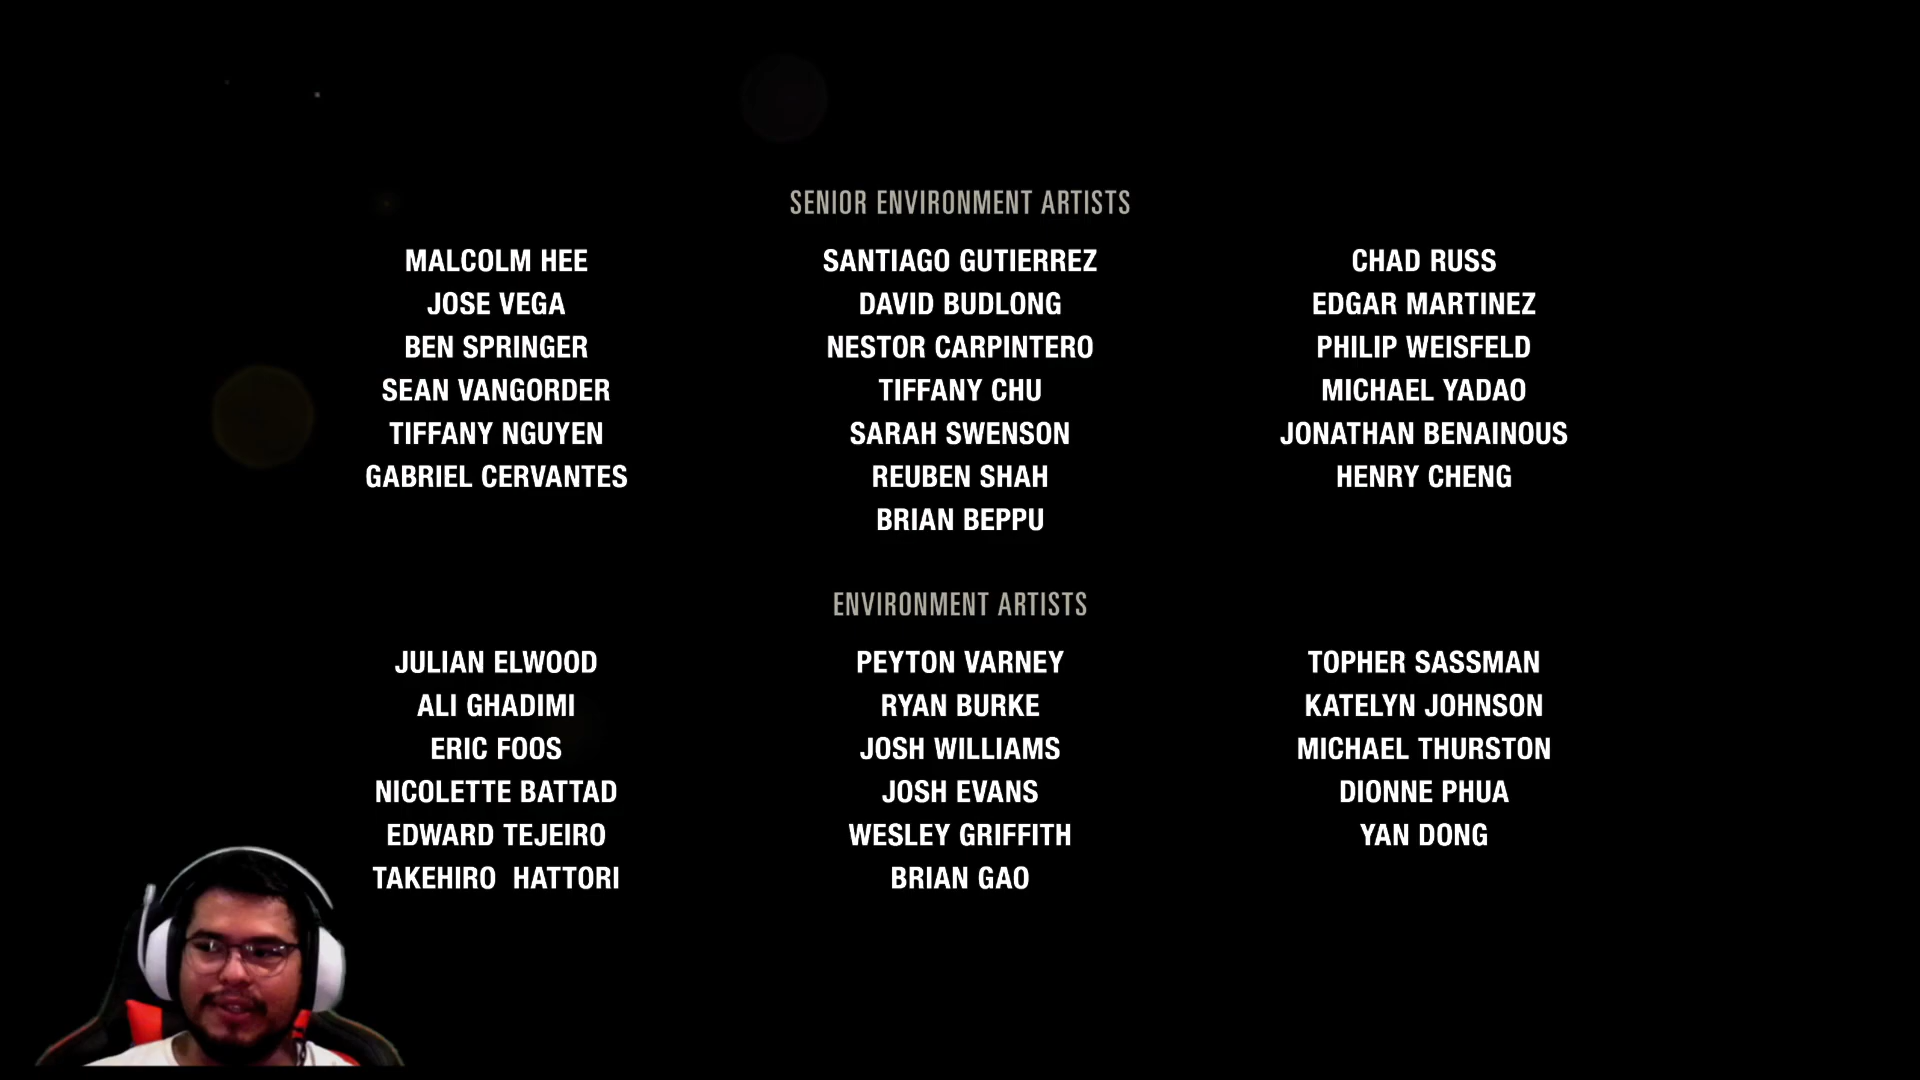 SENIOR ENVIRONMENT ARTISTS
MALCOLM HEE SANTIAGO GUTIERREZ CHAD RUSS
JOSE VEGA DAVID BUDLONG EDGAR MARTINEZ
BEN SPRINGER NESTOR CARPINTERO PHILIP WEISFELD
SEAN VANGORDER TIFFANY CHU MICHAEL YADAO
TIFFANY NGUYEN SARAH SWENSON JONATHAN BENAINOUS
GABRIEL CERVANTES REUBEN SHAH HENRY CHENG
BRIAN BEPPU
ENVIRONMENT ARTISTS
JULIAN ELWOOD PEYTON VARNEY TOPHER SASSMAN
ALI GHADIMI RYAN BURKE KATELYN JOHNSON
ERIC FOOS JOSH WILLIAMS MICHAEL THURSTON
NICOLETTE BATTAD JOSH EVANS DIONNE PHUA
EDWARD TEJEIRO WESLEY GRIFFITH YAN DONG
TAKEHIRO HATTORI BRIAN GAO